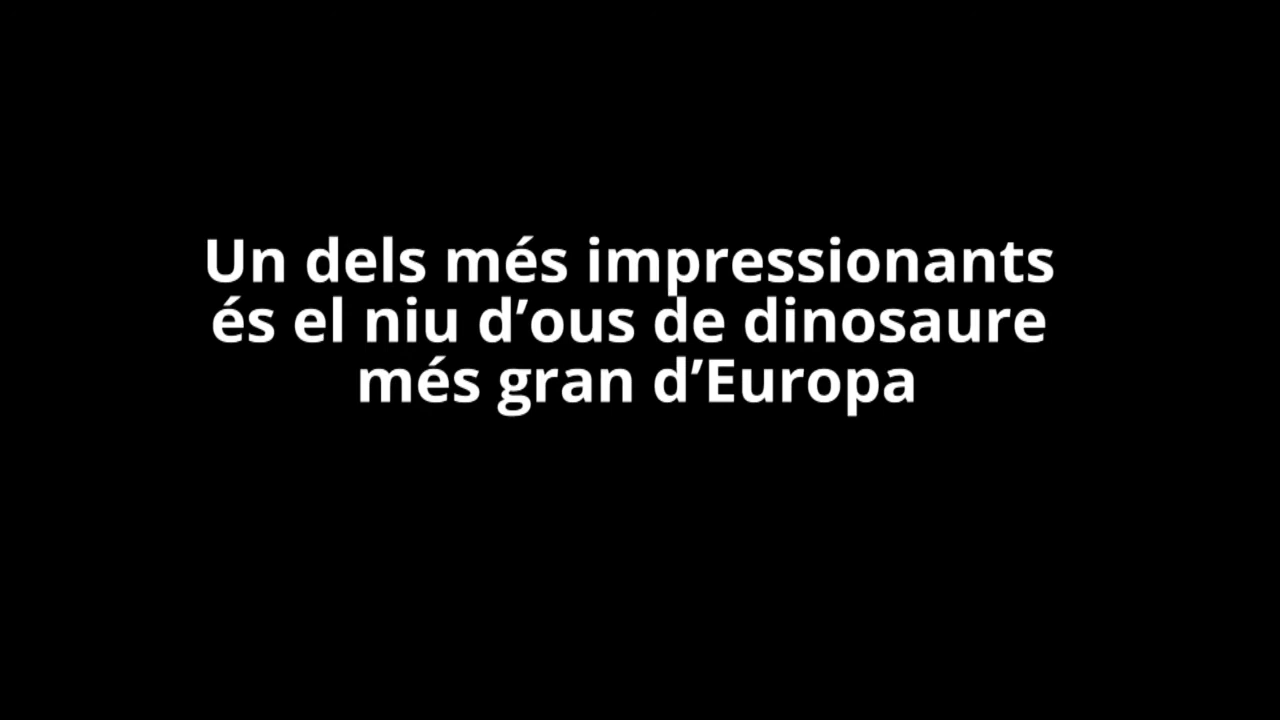 Un dels més impressionants
és el niu d’ous de dinosaure
més gran d’Europa